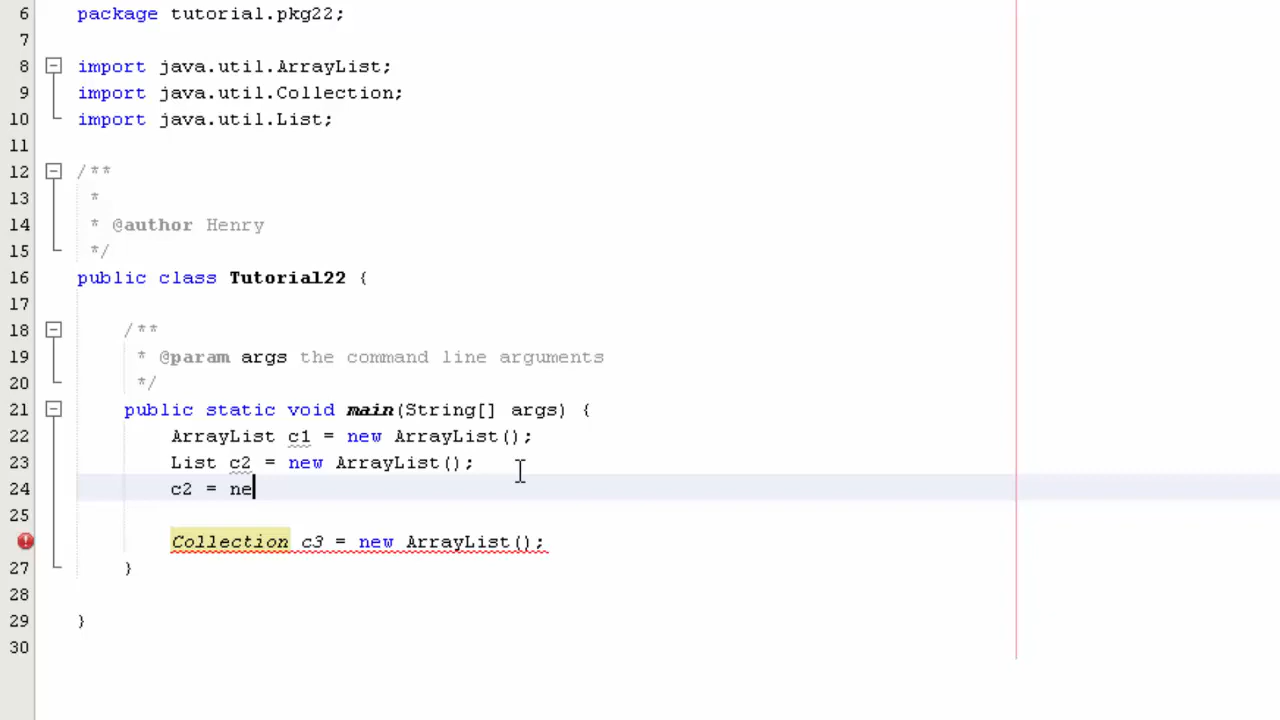 6 package tutorial.pkg22;
7
8 import java.util.ArrayList;
9 import java.util.Collection;
10 import java.util.List;
11
12 /**
13 *
14 * @author Henry
15 */
16 public class Tutorial22 {
17
18 /**
19 * @param args the command line arguments
20 */
21 public static void main(String[] args) {
22 ArrayList c1 = new ArrayList();
23 List c2 = new ArrayList();
24 c2 = ne
25
Collection c3 = new ArrayList();
27 }
28
29 }
30